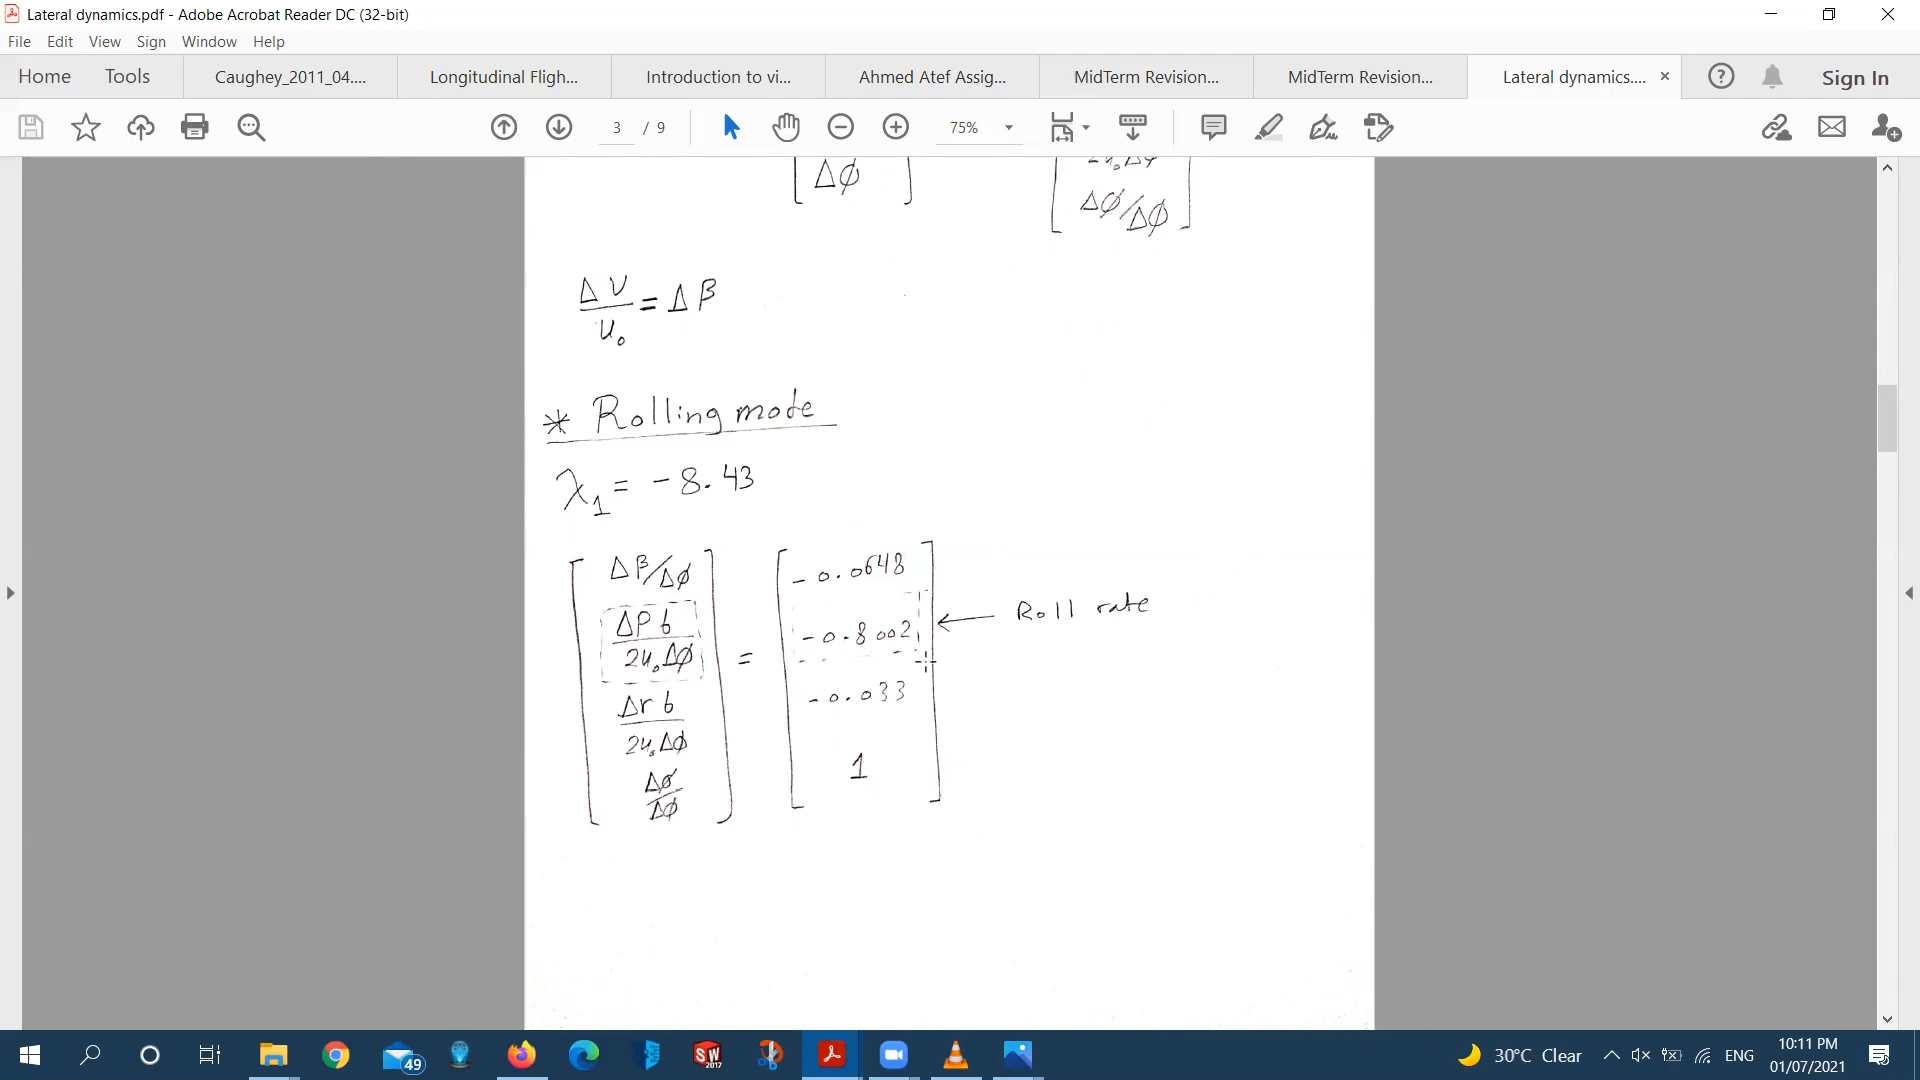 Lateral dynamics.pdf - Adobe Acrobat Reader DC (32-bit)
File Edit View Sign Window Help
Home Tools Caughey_2011_04.... Longitudinal Fligh... Introduction to vi... Ahmed Atef Assig... MidTerm Revision... MidTerm Revision... Lateral dynamics.... × Sign In
3 / 9 75%
Δϕ
Δϕ/Δϕ
ΔV/u₀ = Δβ
* Rolling mode
λ₁ = -8.43
Δβ/Δϕ
-0.0648
Roll rate
ΔP b
2u₀Δϕ
=
-0.8002
Δr b
2u₀Δϕ
-0.033
Δϕ
Δϕ
1
49
SW
2017
30°C Clear
ENG
10:11 PM
01/07/2021